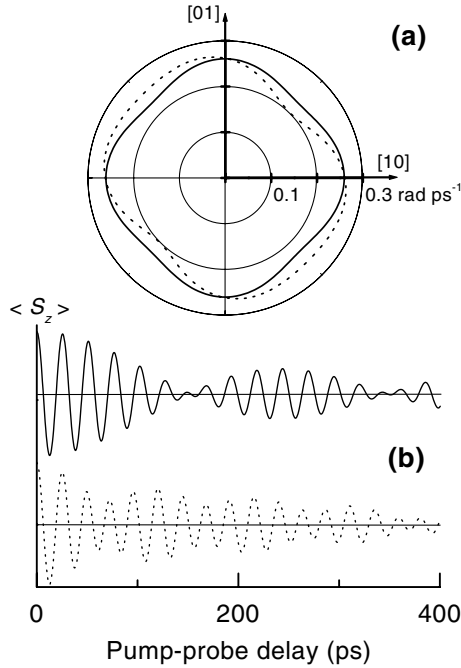 [01]
(a)
[10]
0.1
0.3 rad ps⁻¹
< S_z >
(b)
0
200
400
Pump-probe delay (ps)